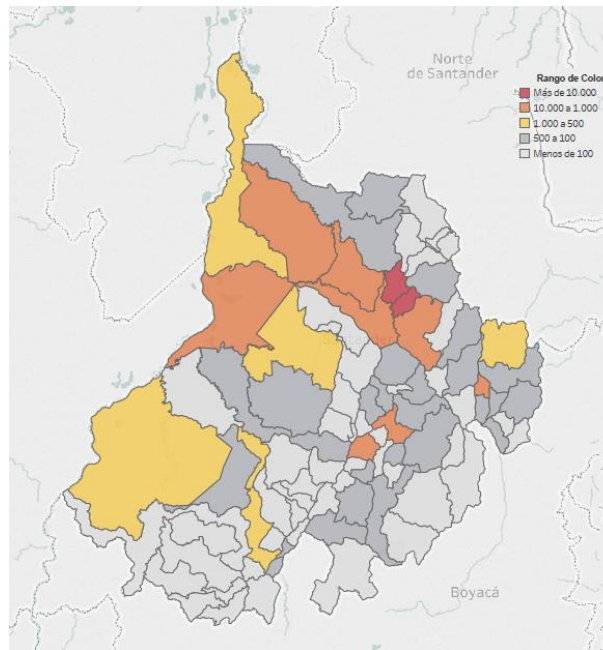 Norte
de Santander
Rango de Color
Más de 10.000
10.000 a 1.000
1.000 a 500
500 a 100
Menos de 100
Santander
Boyacá